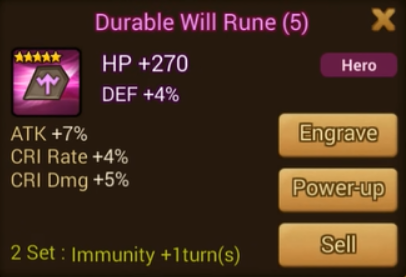 Durable Will Rune (5)
HP +270
Hero
DEF +4%
ATK +7%
CRI Rate +4%
CRI Dmg +5%
Engrave
Power-up
Sell
2 Set : Immunity +1turn(s)